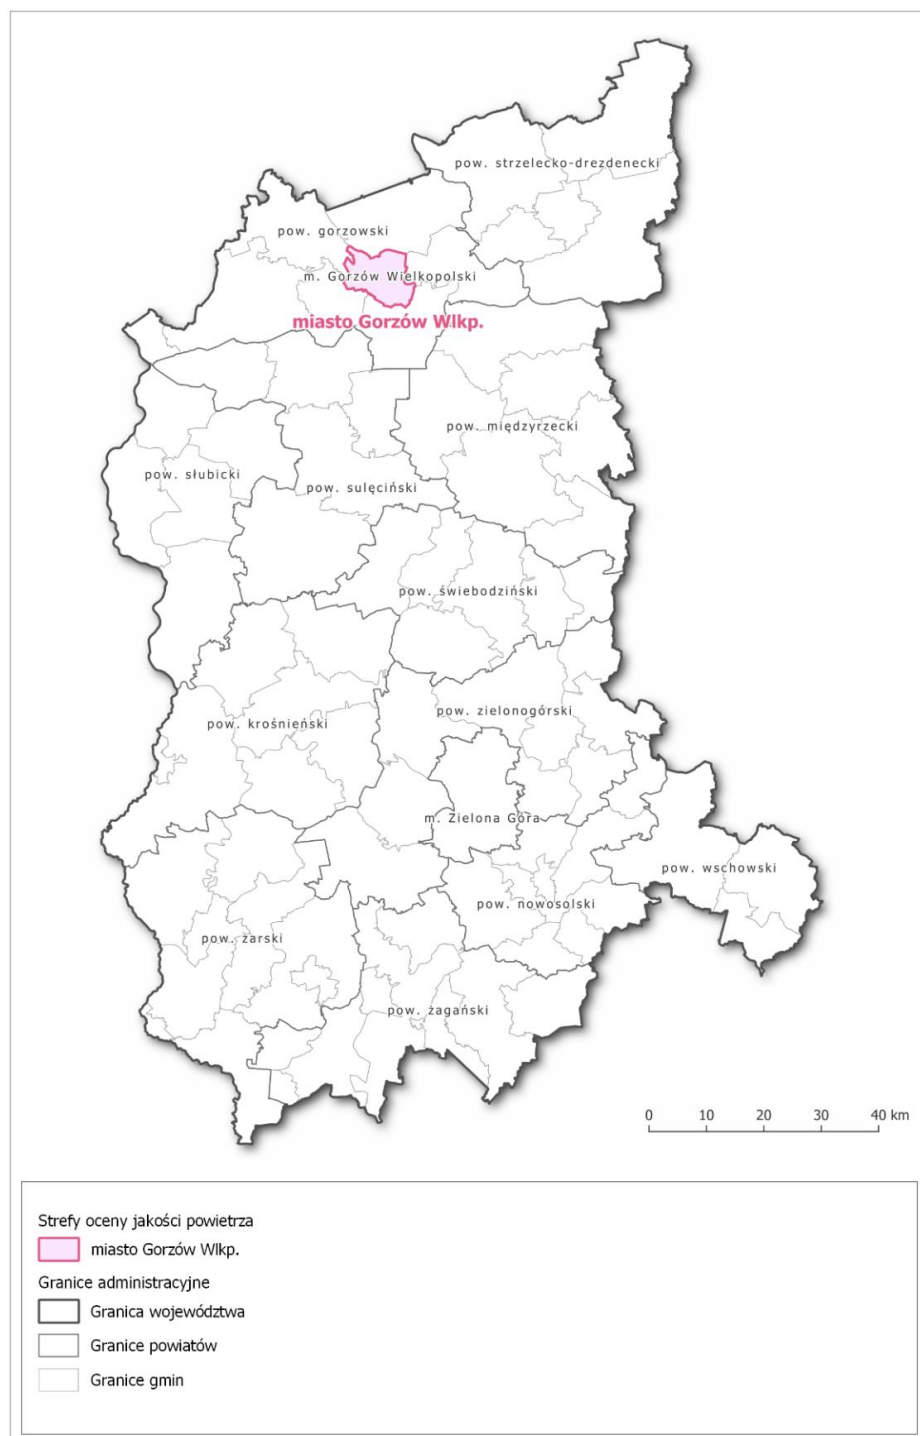 pow. strzelecko-drezdenecki
pow. gorzowski
m. Gorzów Wielkopolski
miasto Gorzów Wlkp.
pow. międzyrzecki
pow. słubicki
pow. sulęciński
pow. świebodziński
pow. zielonogórski
pow. krośnieński
m. Zielona Góra
pow. wschowski
pow. nowosolski
pow. żarski
pow. żagański
0 10 20 30 40 km
Strefy oceny jakości powietrza
miasto Gorzów Wlkp.
Granice administracyjne
Granica województwa
Granice powiatów
Granice gmin